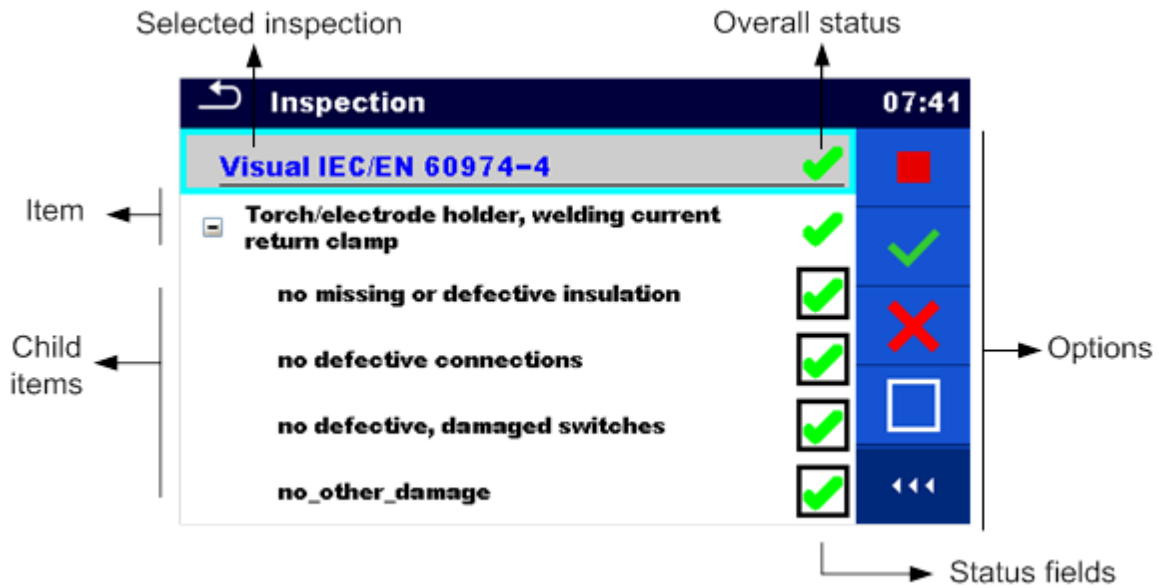 Selected inspection
Overall status
Inspection
07:41
Visual IEC/EN 60974-4
Item
Torch/electrode holder, welding current
return clamp
no missing or defective insulation
Child
items
no defective connections
Options
no defective, damaged switches
no_other_damage
Status fields